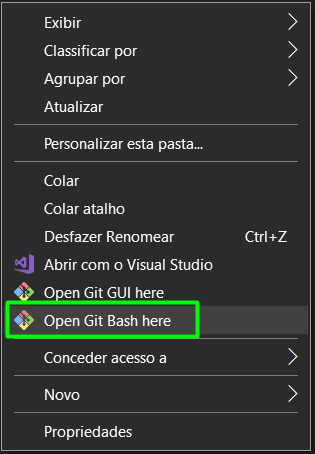 Exibir
Classificar por
Agrupar por
Atualizar
Personalizar esta pasta...
Colar
Colar atalho
Desfazer Renomear Ctrl+Z
Abrir com o Visual Studio
Open Git GUI here
Open Git Bash here
Conceder acesso a
Novo
Propriedades